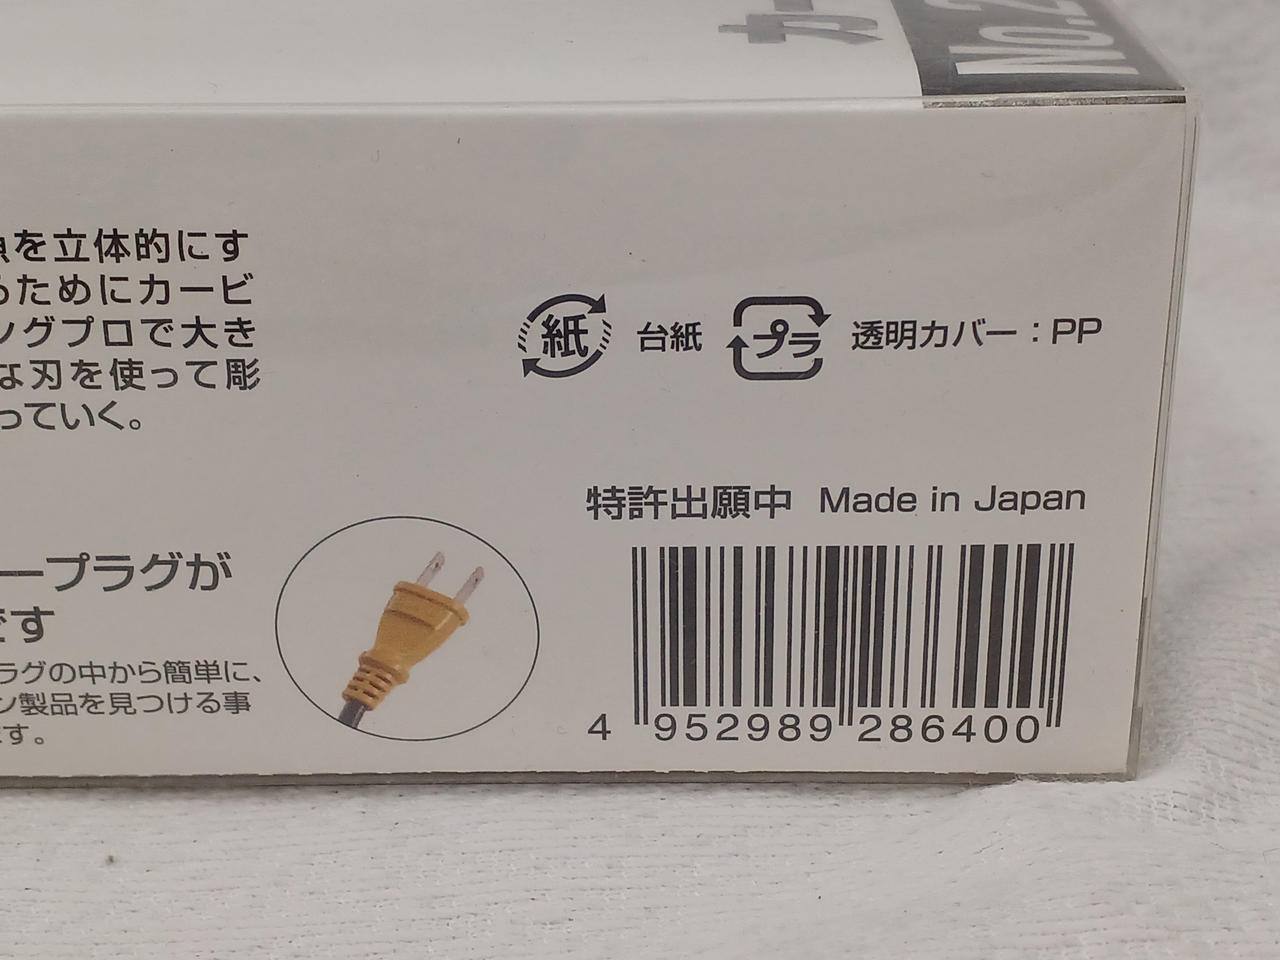 カー
No.2
を立体的にす
ためにカービ
ングプロで大き
な刃を使って彫
っていく。
紙 台紙 プラ 透明カバー：PP
特許出願中 Made in Japan
ープラグが
です
ラグの中から簡単に、
ン製品を見つける事
ます。
4 952989 286400